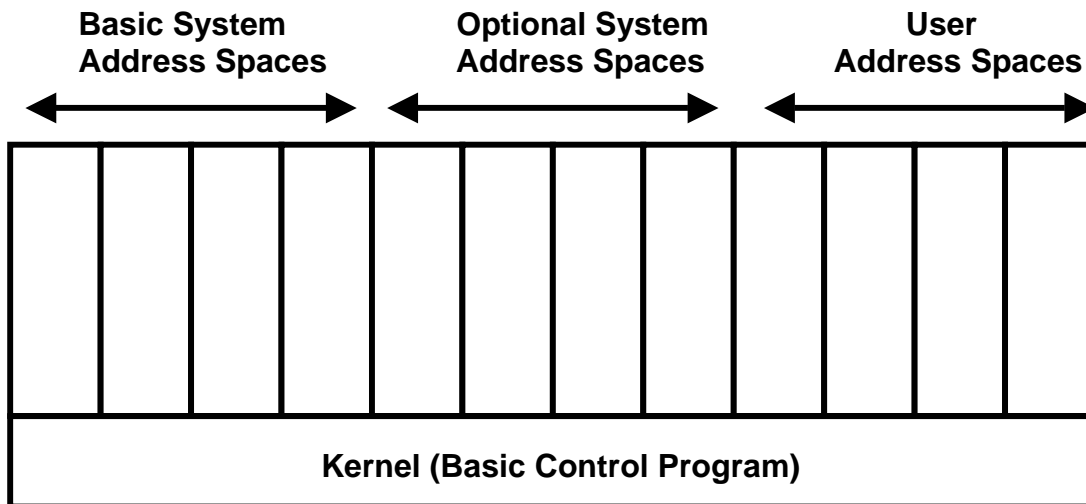 Basic System
Address Spaces
Optional System
Address Spaces
User
Address Spaces
Kernel (Basic Control Program)